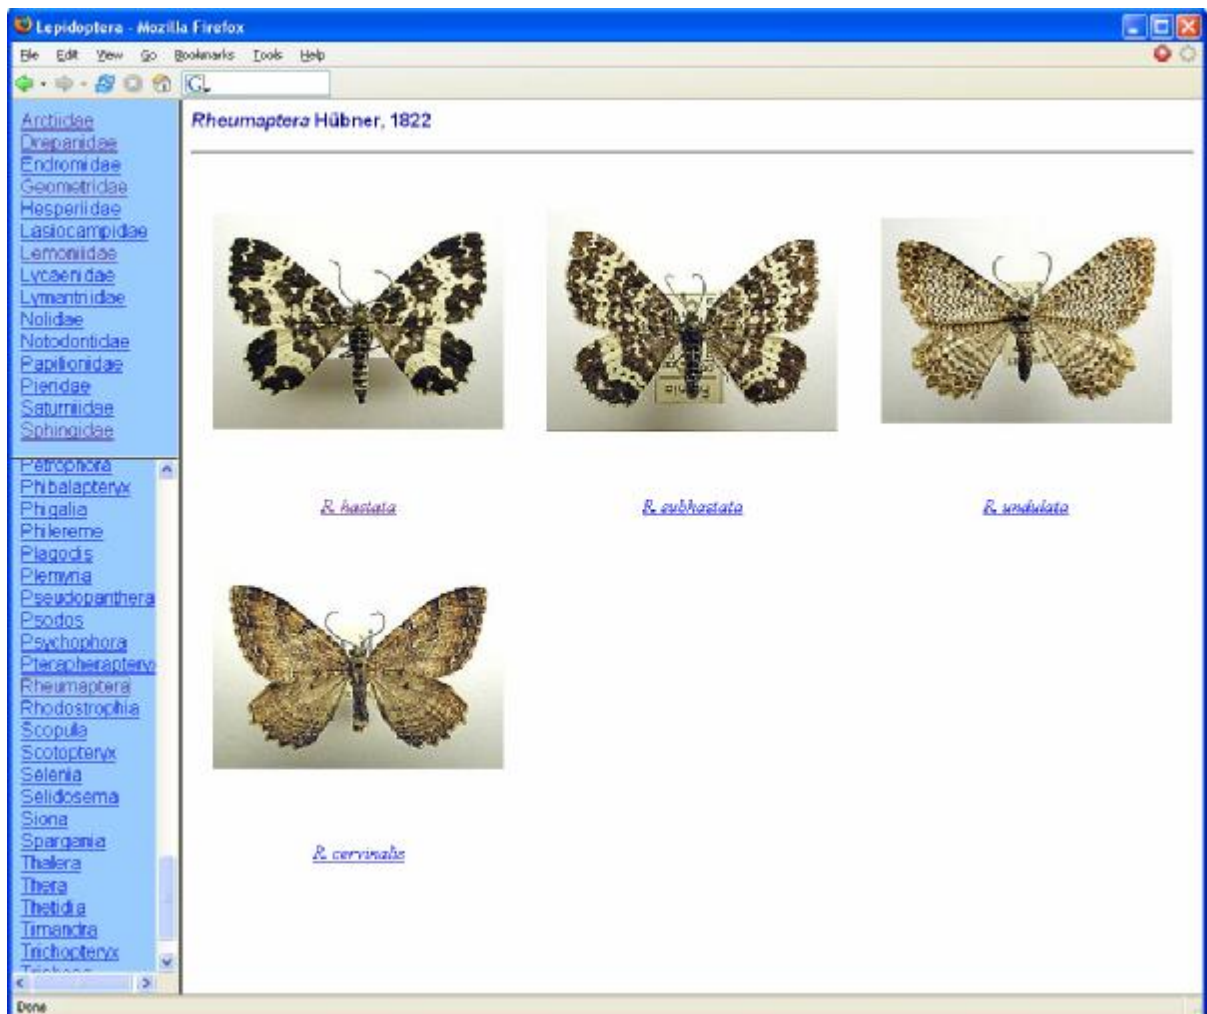 Lepidoptera - Mozilla Firefox
File Edit View Go Bookmarks Tools Help
G
Arctiidae
Drepanidae
Endromidae
Geometridae
Hesperiidae
Lasiocampidae
Lemoniidae
Lycaenidae
Lymantriidae
Nolidae
Notodontidae
Papilionidae
Pieridae
Saturniidae
Sphingidae
Petrophora
Phibalapteryx
Phigalia
Philereme
Plagodis
Plemyria
Pseudopanthera
Psodos
Psychophora
Pterapherapteryx
Rheumaptera
Rhodostrophia
Scopula
Scotopteryx
Selenia
Selidosema
Siona
Spargania
Thalera
Thera
Thetidia
Timandra
Trichopteryx
Rheumaptera Hübner, 1822
R. hastata R. subhastata R. undulata
R. cervinalis
Done